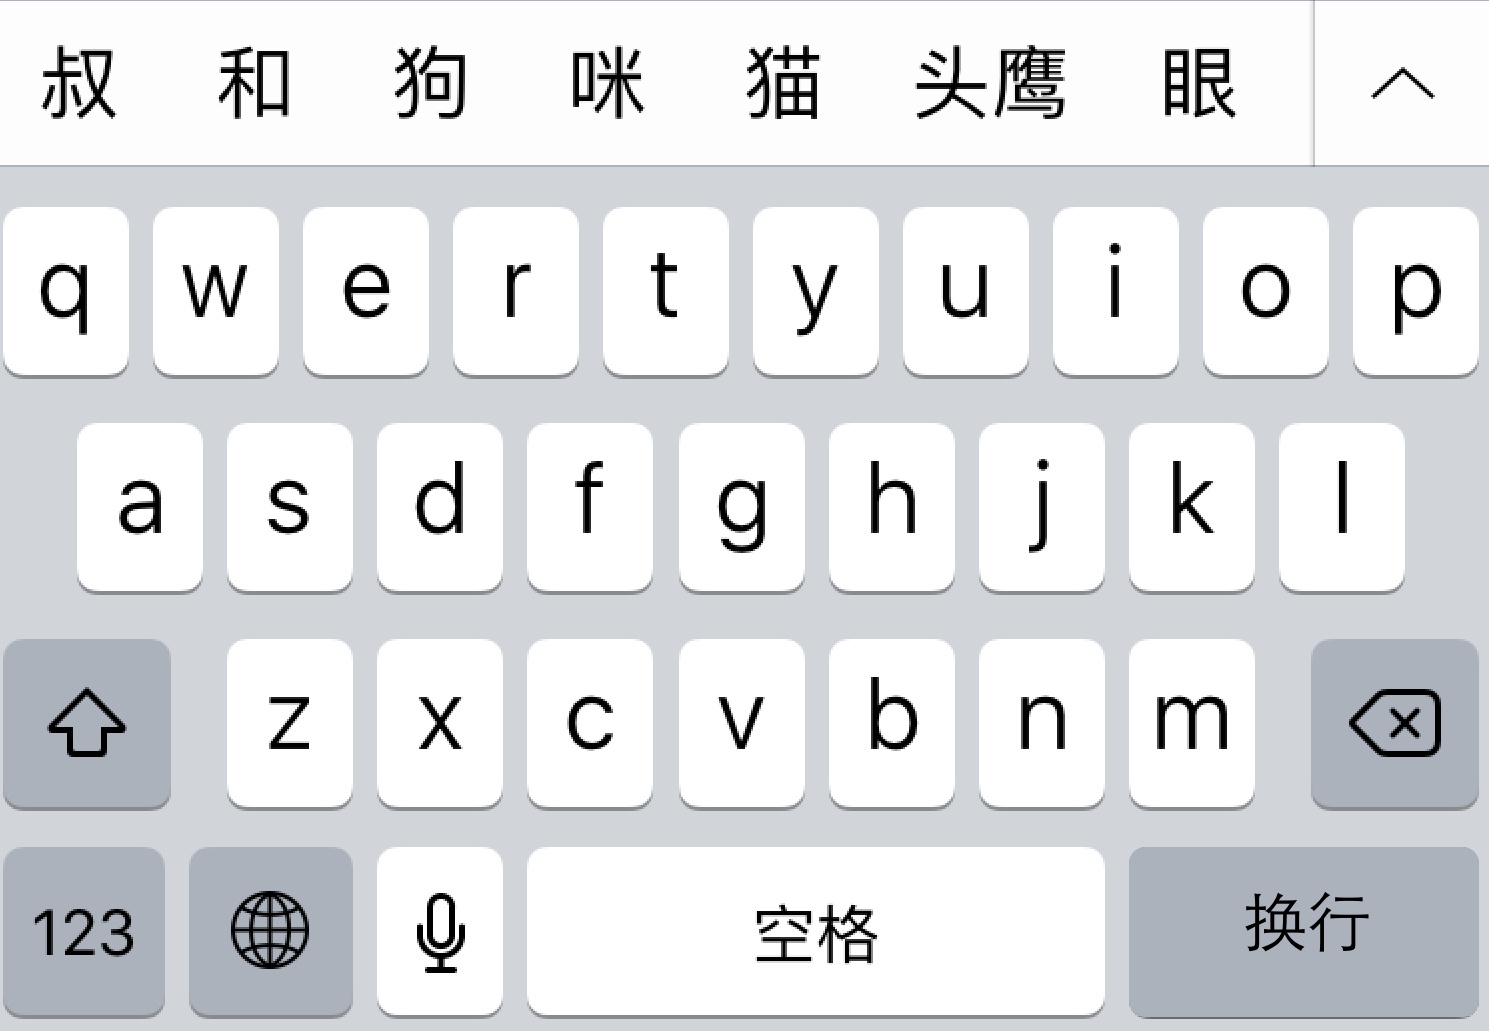 叔 和 狗 咪 猫 头鹰 眼
q w e r t y u i o p
a s d f g h j k l
z x c v b n m
123 空格 换行